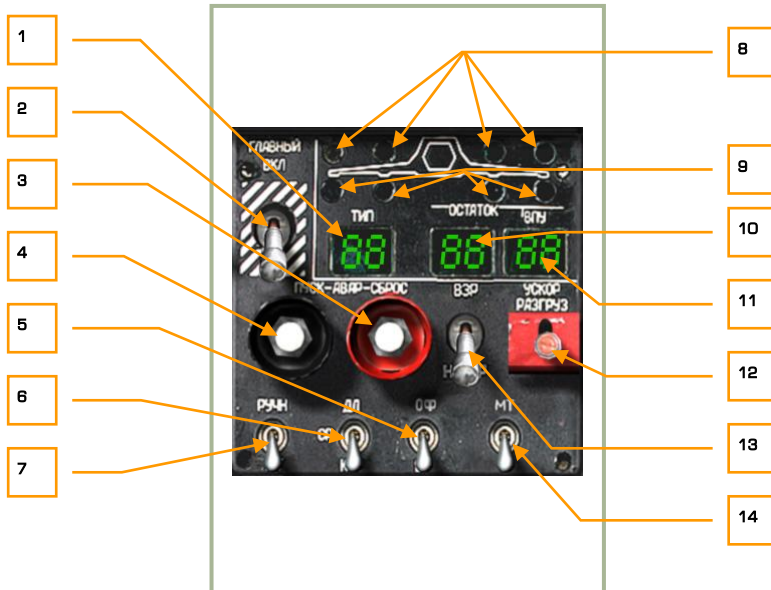 1
2
3
4
5
6
7
8
9
10
11
12
13
14
ГЛАВНЫЙ
ВКЛ
ТИП
ОСТАТОК
ВПУ
88
88
88
ПУСК-АВАР-СБРОС
ВЗР
УСКОР
РАЗГРУЗ
РУЧН
ДЛ
СР
К
ОФ
МТ